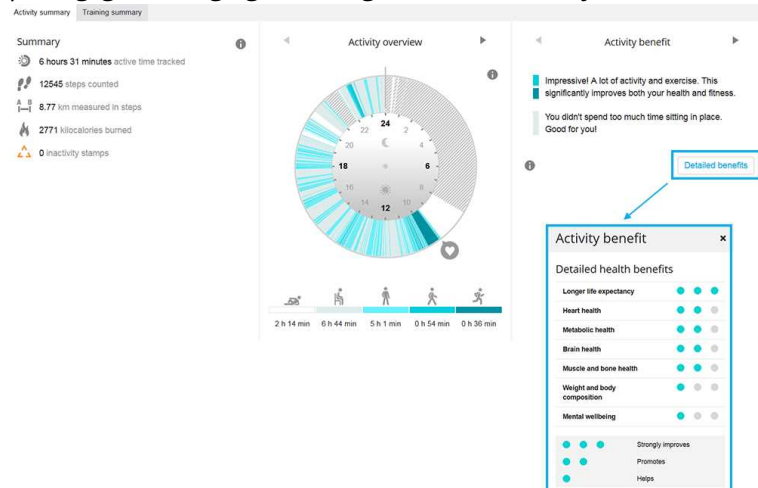 Activity summary
Training summary
Summary
6 hours 31 minutes active time tracked
12545 steps counted
A B
8.77 km measured in steps
2771 kilocalories burned
0 inactivity stamps
Activity overview
24
2
4
6
8
10
12
14
16
18
20
22
2 h 14 min
6 h 44 min
5 h 1 min
0 h 54 min
0 h 36 min
Activity benefit
Impressive! A lot of activity and exercise. This
significantly improves both your health and fitness.
You didn't spend too much time sitting in place.
Good for you!
Detailed benefits
Activity benefit
×
Detailed health benefits
Longer life expectancy
Heart health
Metabolic health
Brain health
Muscle and bone health
Weight and body
composition
Mental wellbeing
Strongly improves
Promotes
Helps